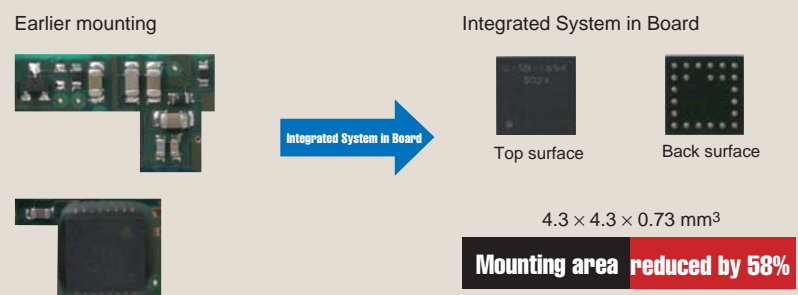 Earlier mounting
Integrated System in Board
Integrated System in Board
Top surface
Back surface
4.3 × 4.3 × 0.73 mm³
Mounting area reduced by 58%